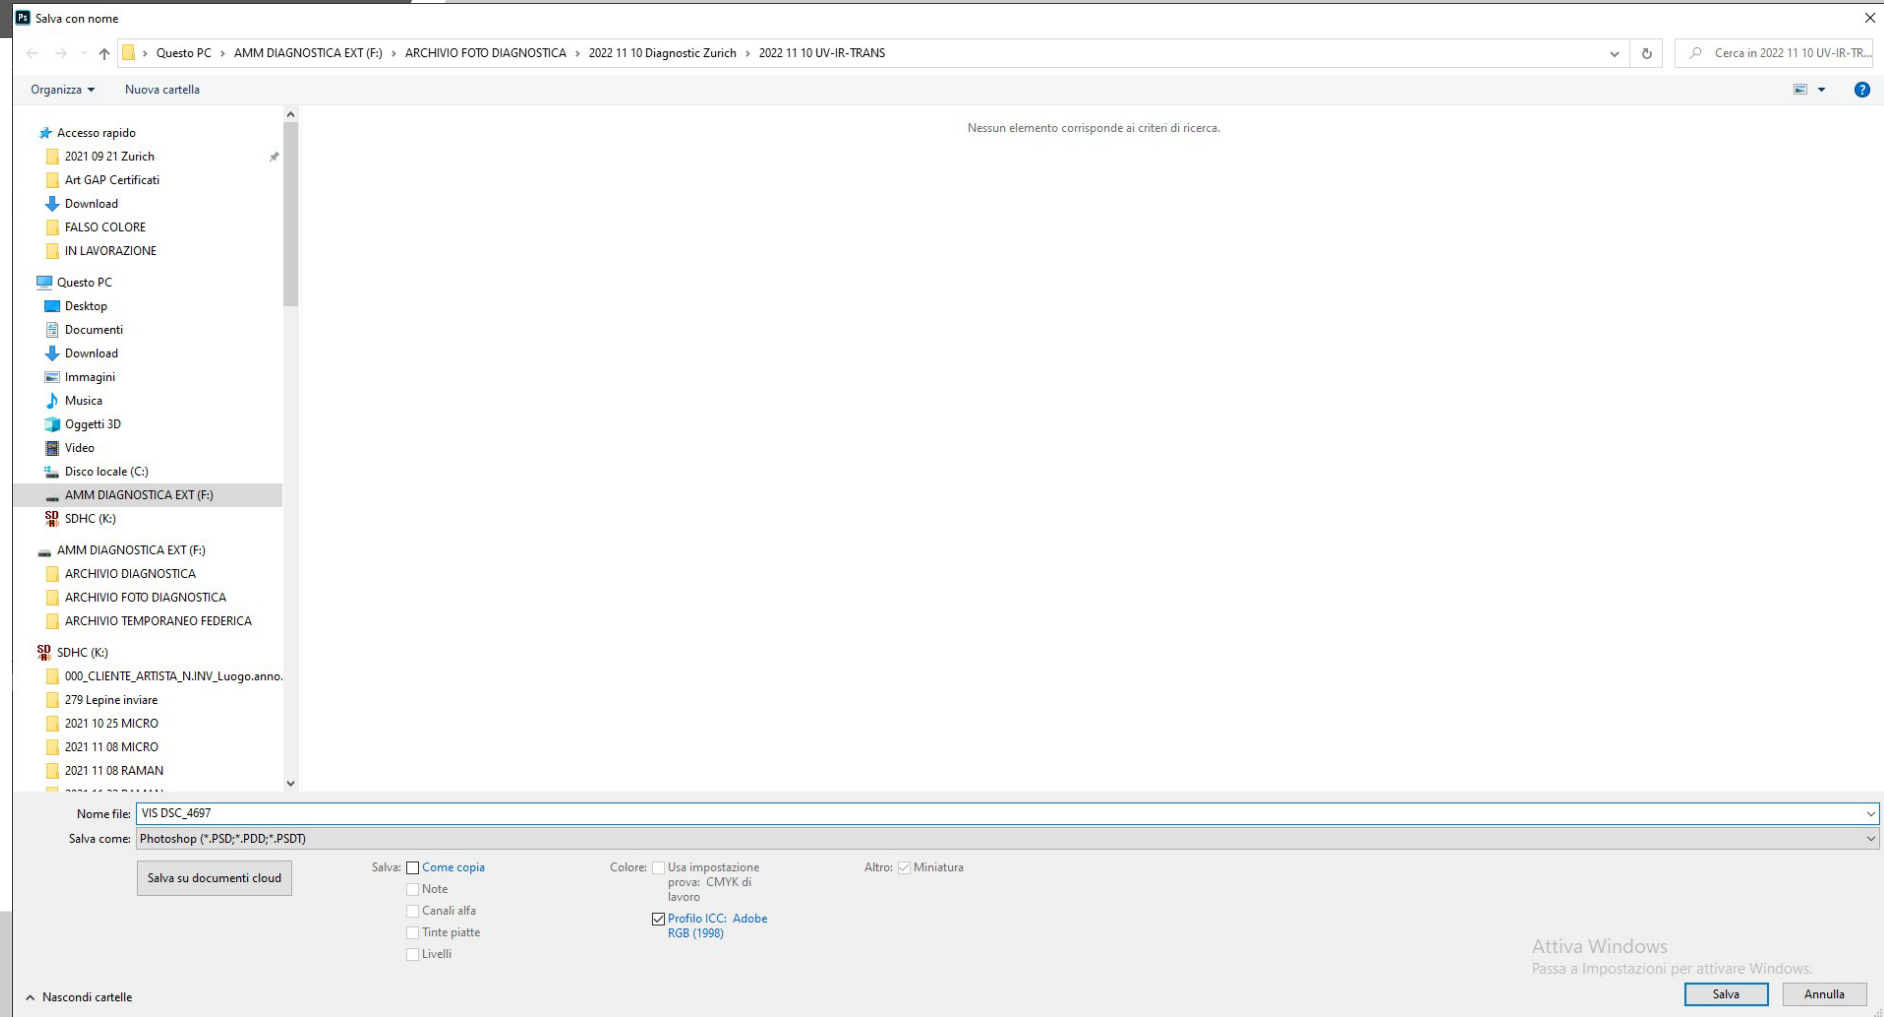 Ps Salva con nome
Questo PC > AMM DIAGNOSTICA EXT (F:) > ARCHIVIO FOTO DIAGNOSTICA > 2022 11 10 Diagnostic Zurich > 2022 11 10 UV-IR-TRANS
Cerca in 2022 11 10 UV-IR-TR...
Organizza
Nuova cartella
?
Nessun elemento corrisponde ai criteri di ricerca.
Accesso rapido
2021 09 21 Zurich
Art GAP Certificati
Download
FALSO COLORE
IN LAVORAZIONE
Questo PC
Desktop
Documenti
Download
Immagini
Musica
Oggetti 3D
Video
Disco locale (C:)
AMM DIAGNOSTICA EXT (F:)
SD SDHC (K:)
AMM DIAGNOSTICA EXT (F:)
ARCHIVIO DIAGNOSTICA
ARCHIVIO FOTO DIAGNOSTICA
ARCHIVIO TEMPORANEO FEDERICA
SD SDHC (K:)
000_CLIENTE_ARTISTA_N.INV_Luogo.anno.
279 Lepine inviare
2021 10 25 MICRO
2021 11 08 MICRO
2021 11 08 RAMAN
Nome file: VIS DSC_4697
Salva come: Photoshop (*.PSD;*.PDD;*.PSDT)
Salva su documenti cloud
Salva: Come copia
Note
Canali alfa
Tinte piatte
Livelli
Colore: Usa impostazione
prova: CMYK di
lavoro
Profilo ICC: Adobe
RGB (1998)
Altro: Miniatura
Attiva Windows
Passa a Impostazioni per attivare Windows.
Nascondi cartelle
Salva
Annulla